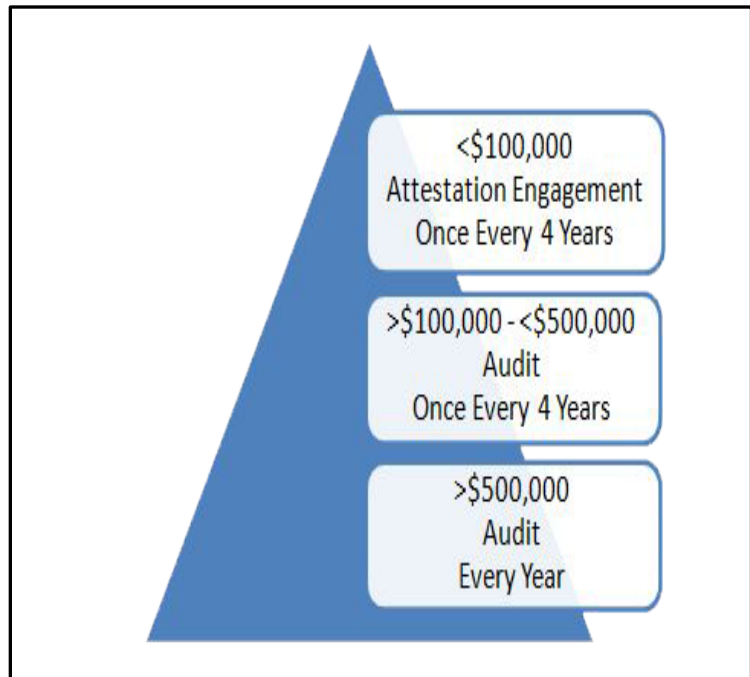 <$100,000
Attestation Engagement
Once Every 4 Years
>$100,000 - <$500,000
Audit
Once Every 4 Years
>$500,000
Audit
Every Year